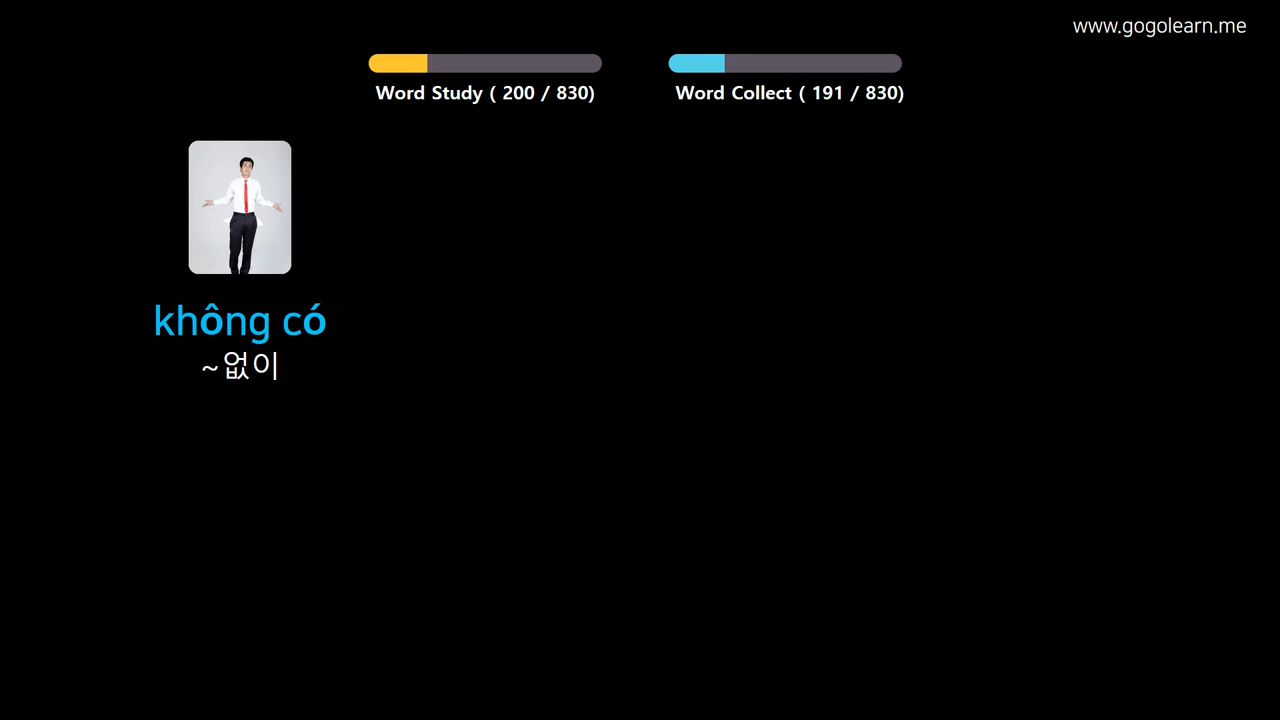 www.gogolearn.me
Word Study ( 200 / 830)
Word Collect ( 191 / 830)
không có
~없이